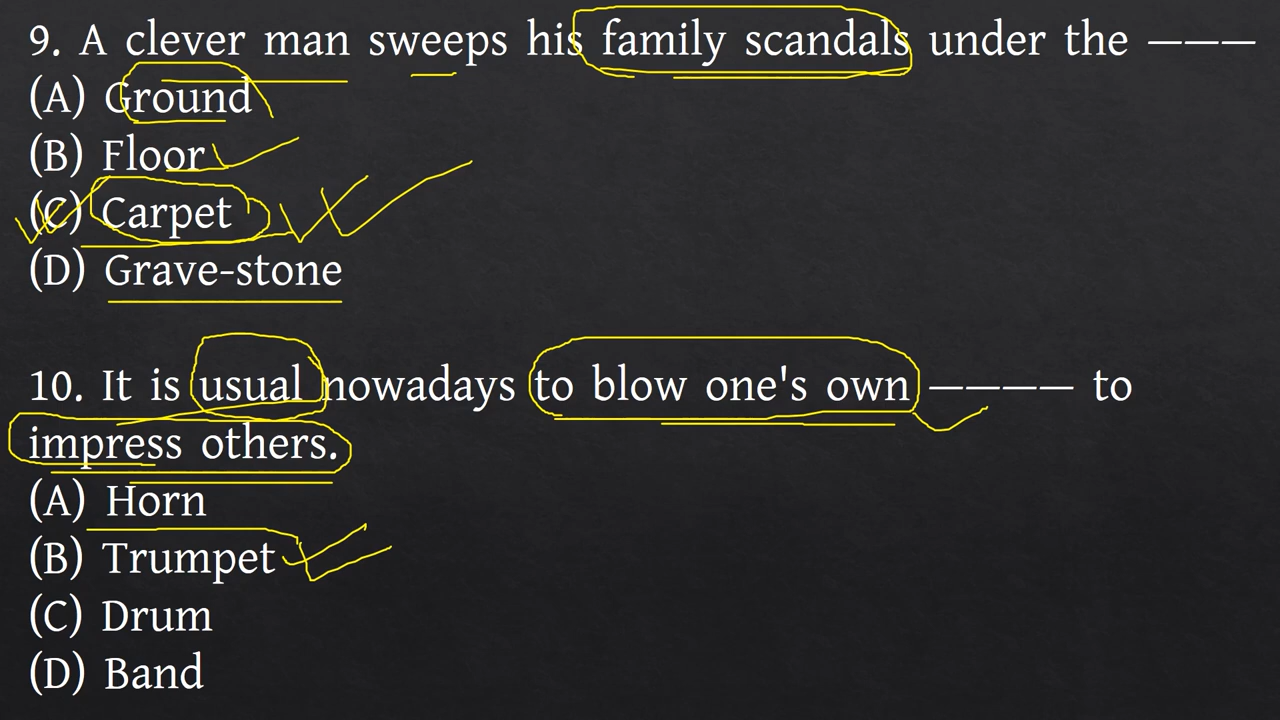 9. A clever man sweeps his family scandals under the ———
(A) Ground
(B) Floor
(C) Carpet
(D) Grave-stone
10. It is usual nowadays to blow one's own ———— to
impress others.
(A) Horn
(B) Trumpet
(C) Drum
(D) Band